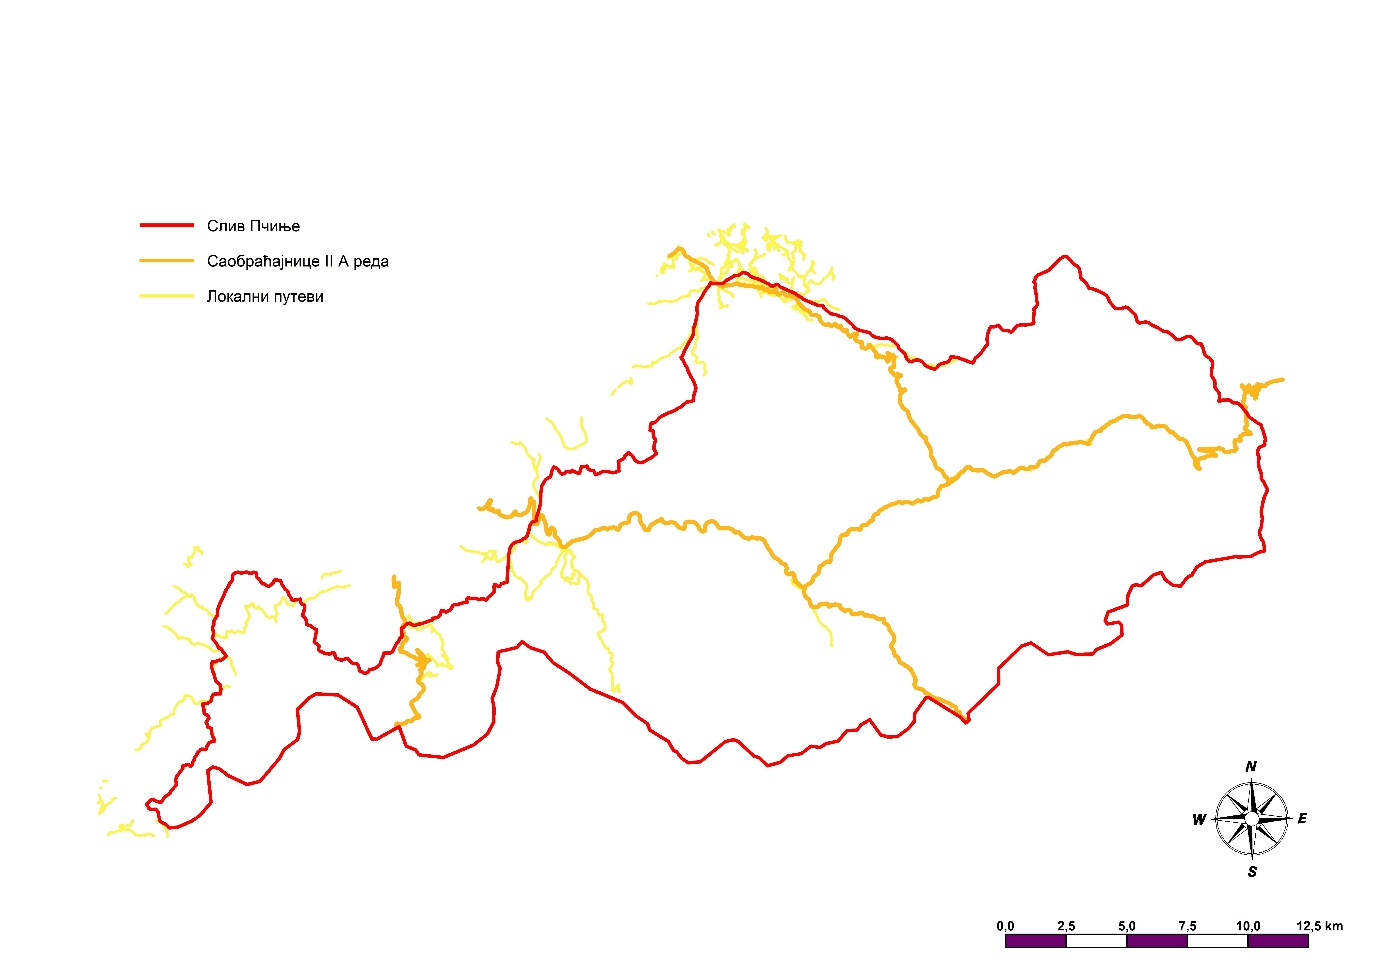 Слив Пчиње
Саобраћајнице II А реда
Локални путеви
N
W E
S
0,0 2,5 5,0 7,5 10,0 12,5 km